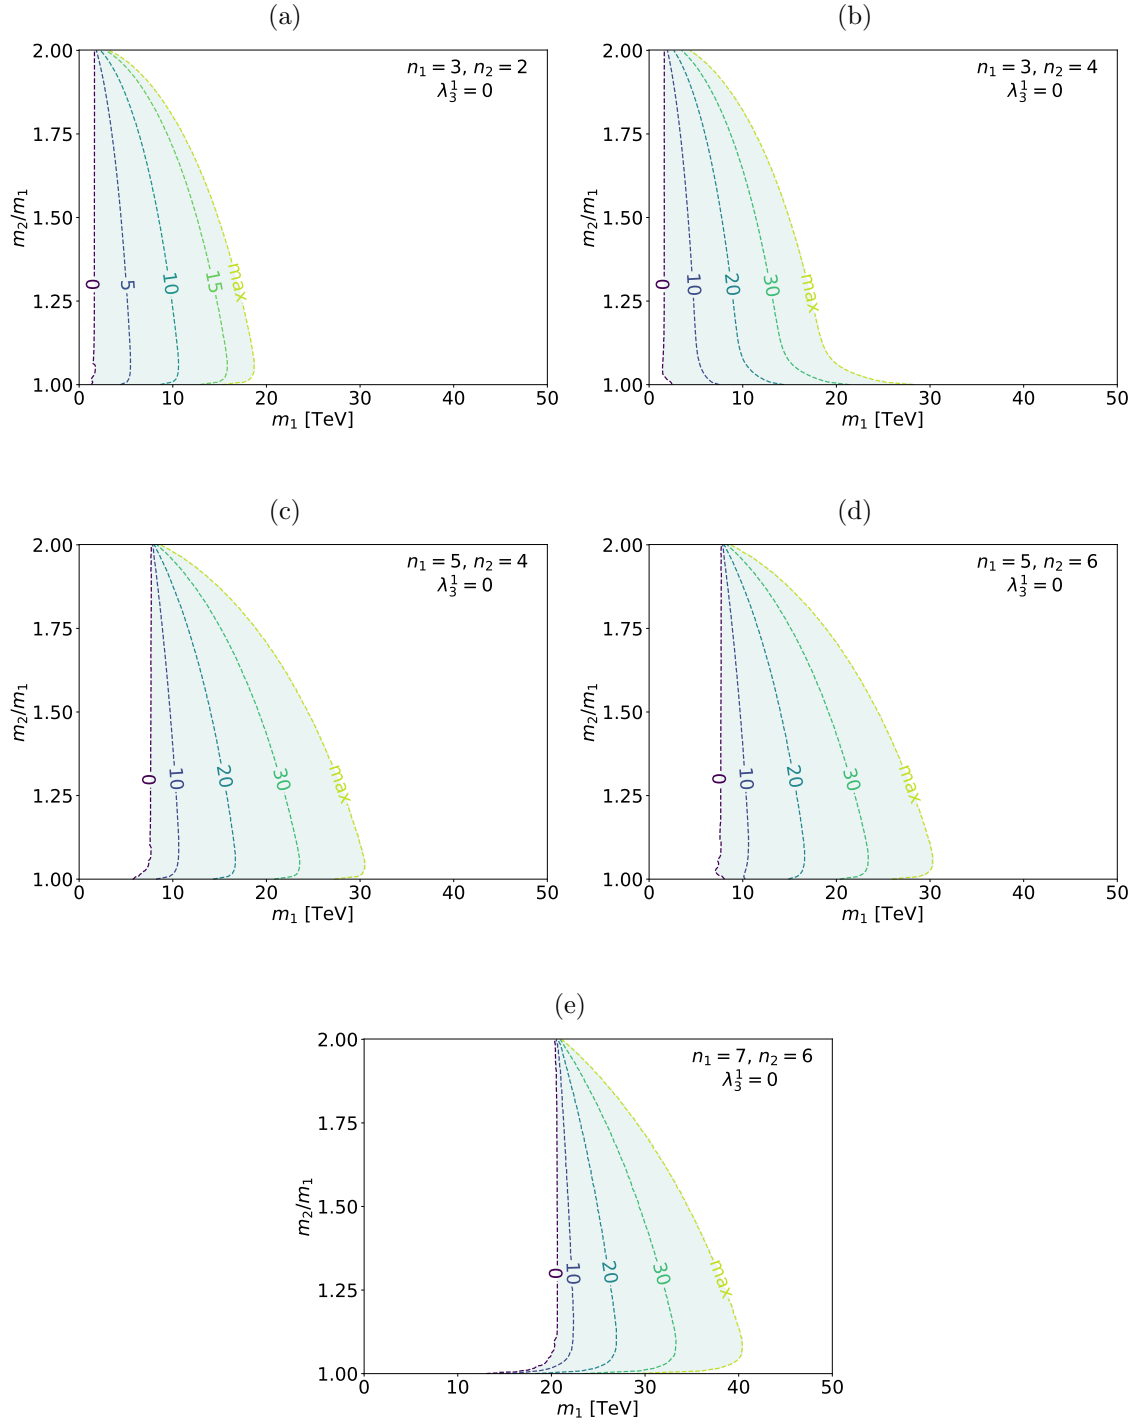 (a)
2.00
1.75
1.50
1.25
1.00
m₂/m₁
0 10 20 30 40 50
m₁ [TeV]
n₁ = 3, n₂ = 2
λ₃¹ = 0
0 5 10 15 max
(b)
2.00
1.75
1.50
1.25
1.00
m₂/m₁
0 10 20 30 40 50
m₁ [TeV]
n₁ = 3, n₂ = 4
λ₃¹ = 0
0 10 20 30 max
(c)
2.00
1.75
1.50
1.25
1.00
m₂/m₁
0 10 20 30 40 50
m₁ [TeV]
n₁ = 5, n₂ = 4
λ₃¹ = 0
0 10 20 30 max
(d)
2.00
1.75
1.50
1.25
1.00
m₂/m₁
0 10 20 30 40 50
m₁ [TeV]
n₁ = 5, n₂ = 6
λ₃¹ = 0
0 10 20 30 max
(e)
2.00
1.75
1.50
1.25
1.00
m₂/m₁
0 10 20 30 40 50
m₁ [TeV]
n₁ = 7, n₂ = 6
λ₃¹ = 0
0 10 20 30 max